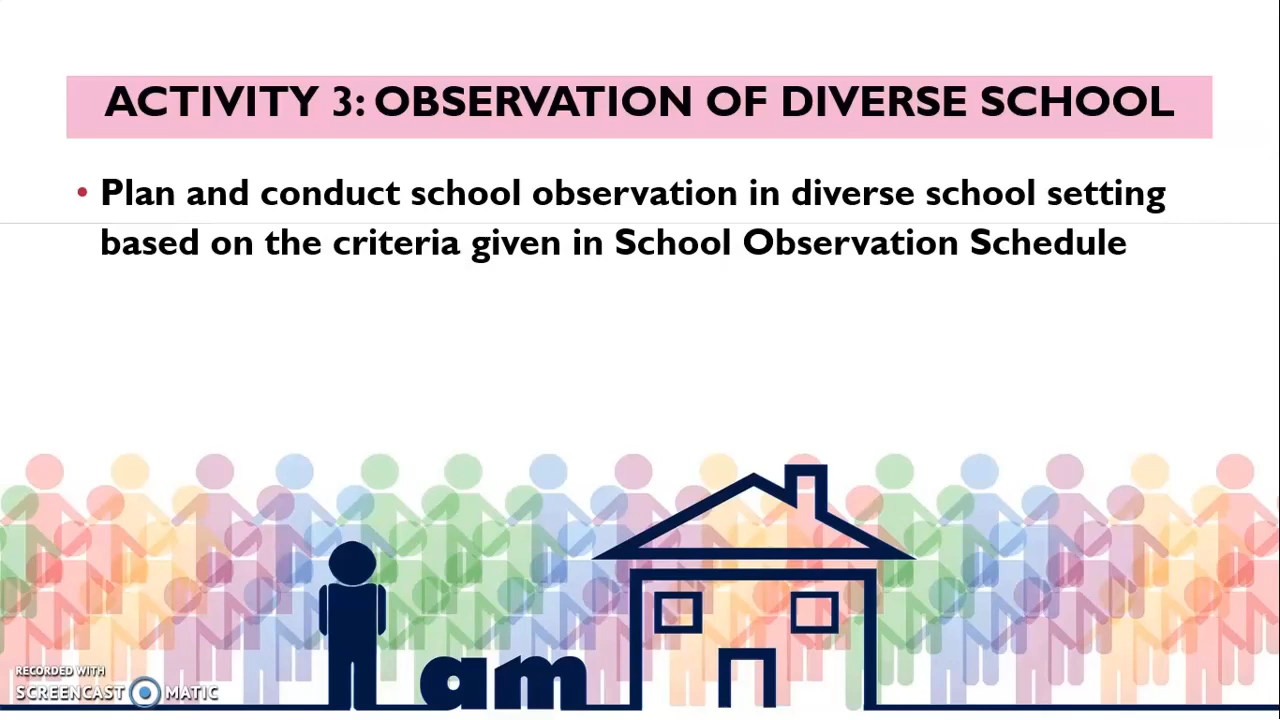 ACTIVITY 3: OBSERVATION OF DIVERSE SCHOOL
• Plan and conduct school observation in diverse school setting
based on the criteria given in School Observation Schedule
am
RECORDED WITH
SCREENCAST MATIC